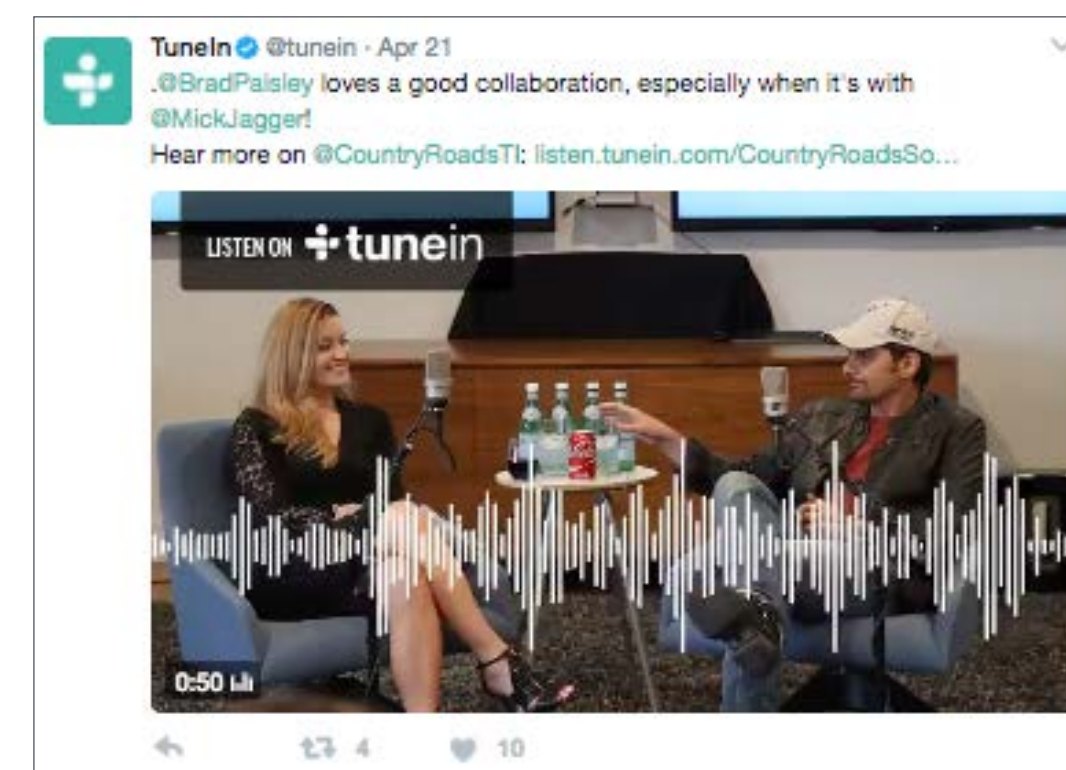 TuneIn @tunein · Apr 21
.@BradPaisley loves a good collaboration, especially when it's with
@MickJagger!
Hear more on @CountryRoadsTI: listen.tunein.com/CountryRoadsSo…
LISTEN ON tunein
0:50
4 10